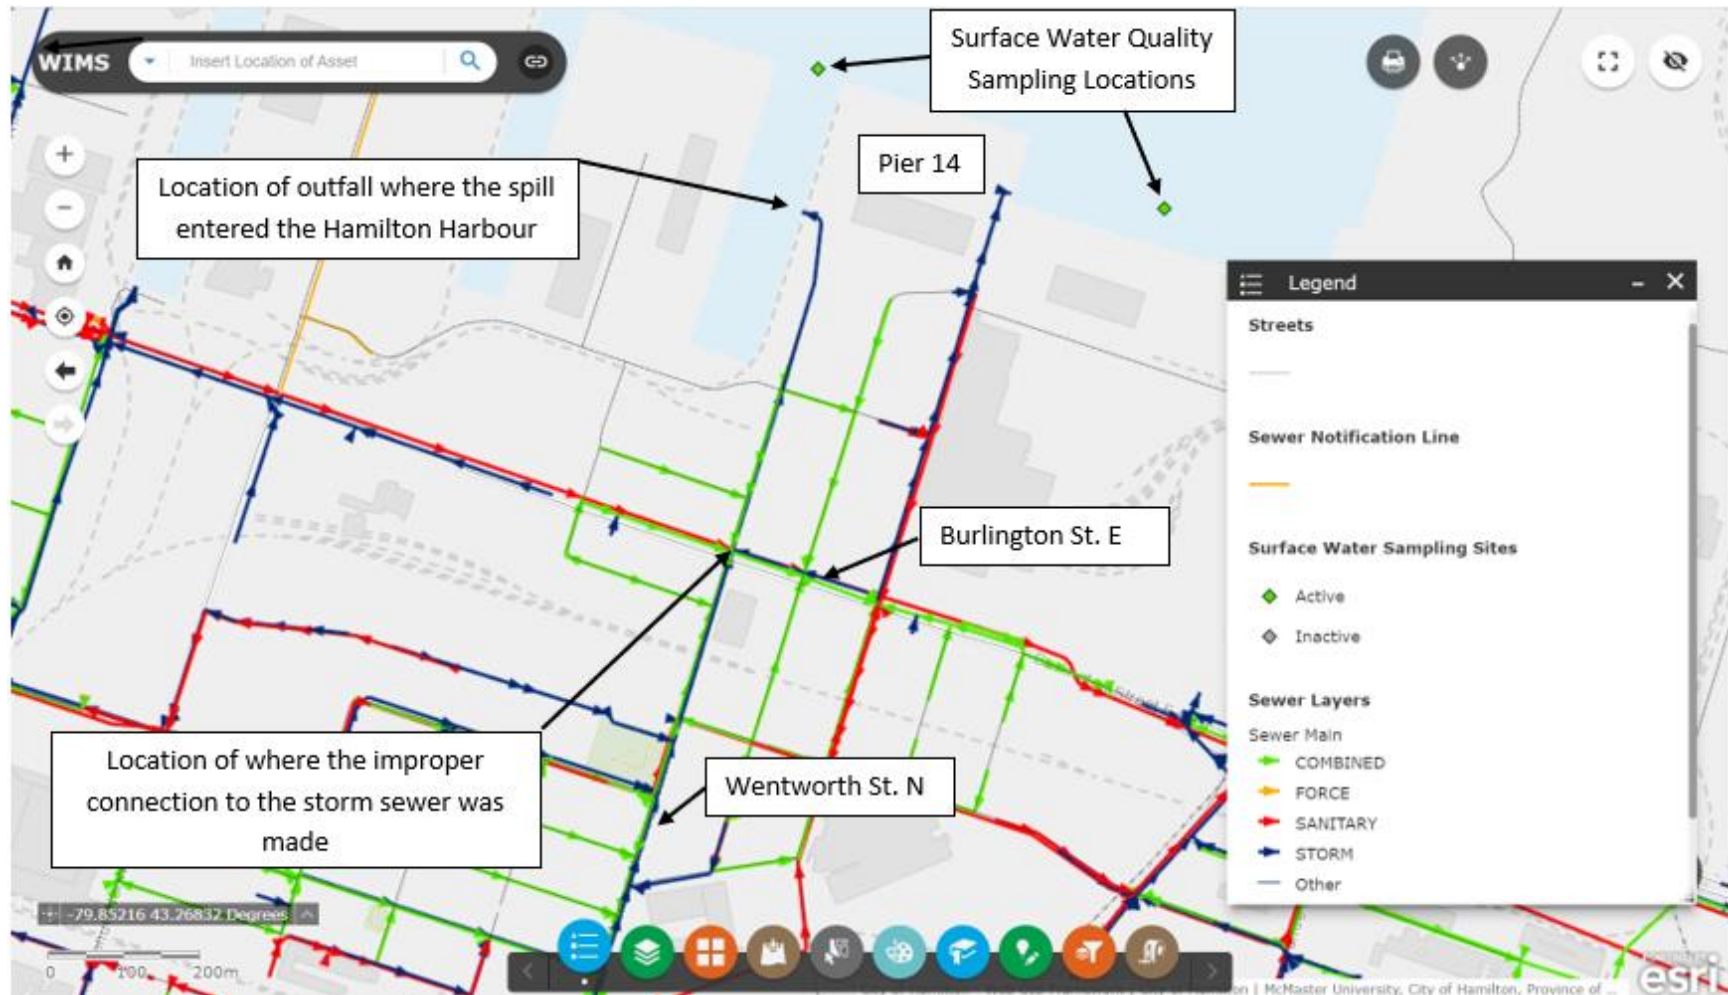 WIMS
Insert Location of Asset
Surface Water Quality
Sampling Locations
Pier 14
Location of outfall where the spill
entered the Hamilton Harbour
Legend
Streets
Sewer Notification Line
Surface Water Sampling Sites
Active
Inactive
Sewer Layers
Sewer Main
COMBINED
FORCE
SANITARY
STORM
Other
Burlington St. E
Location of where the improper
connection to the storm sewer was
made
Wentworth St. N
-79.85216 43.26832 Degrees
0 100 200m
McMaster University, City of Hamilton, Province of ...
esri